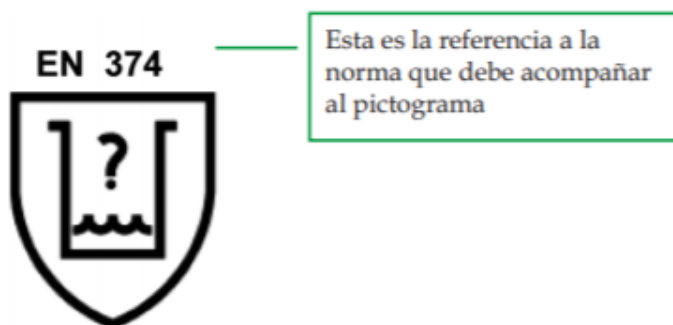 EN 374
?
Esta es la referencia a la
norma que debe acompañar
al pictograma